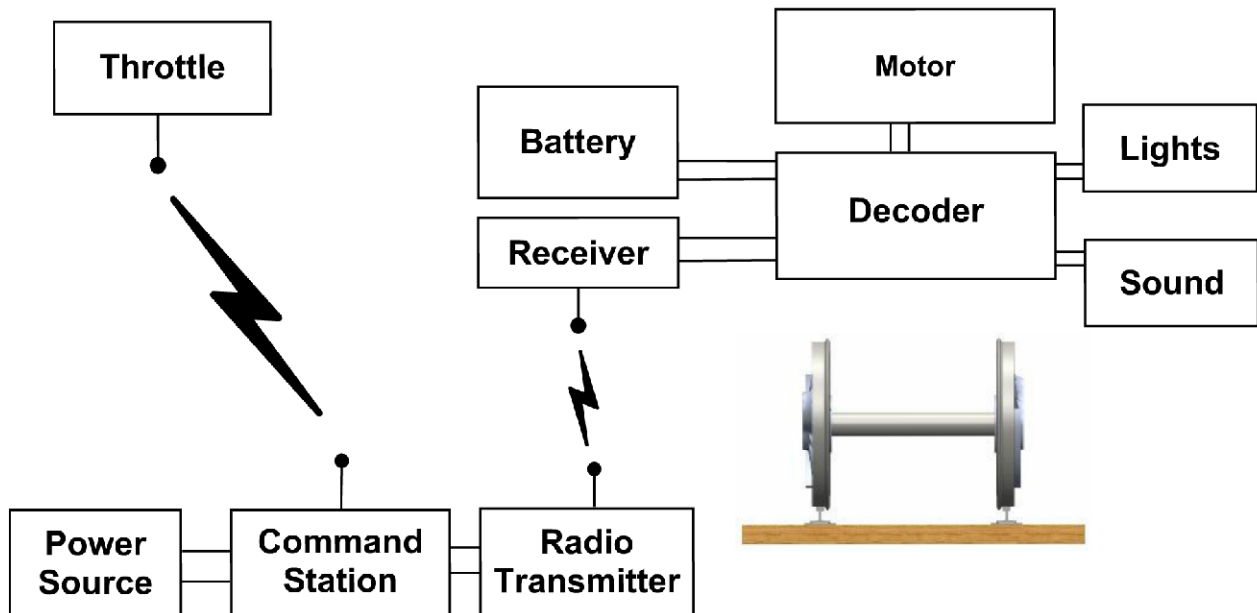 Throttle
Motor
Battery
Lights
Decoder
Receiver
Sound
Power
Source
Command
Station
Radio
Transmitter